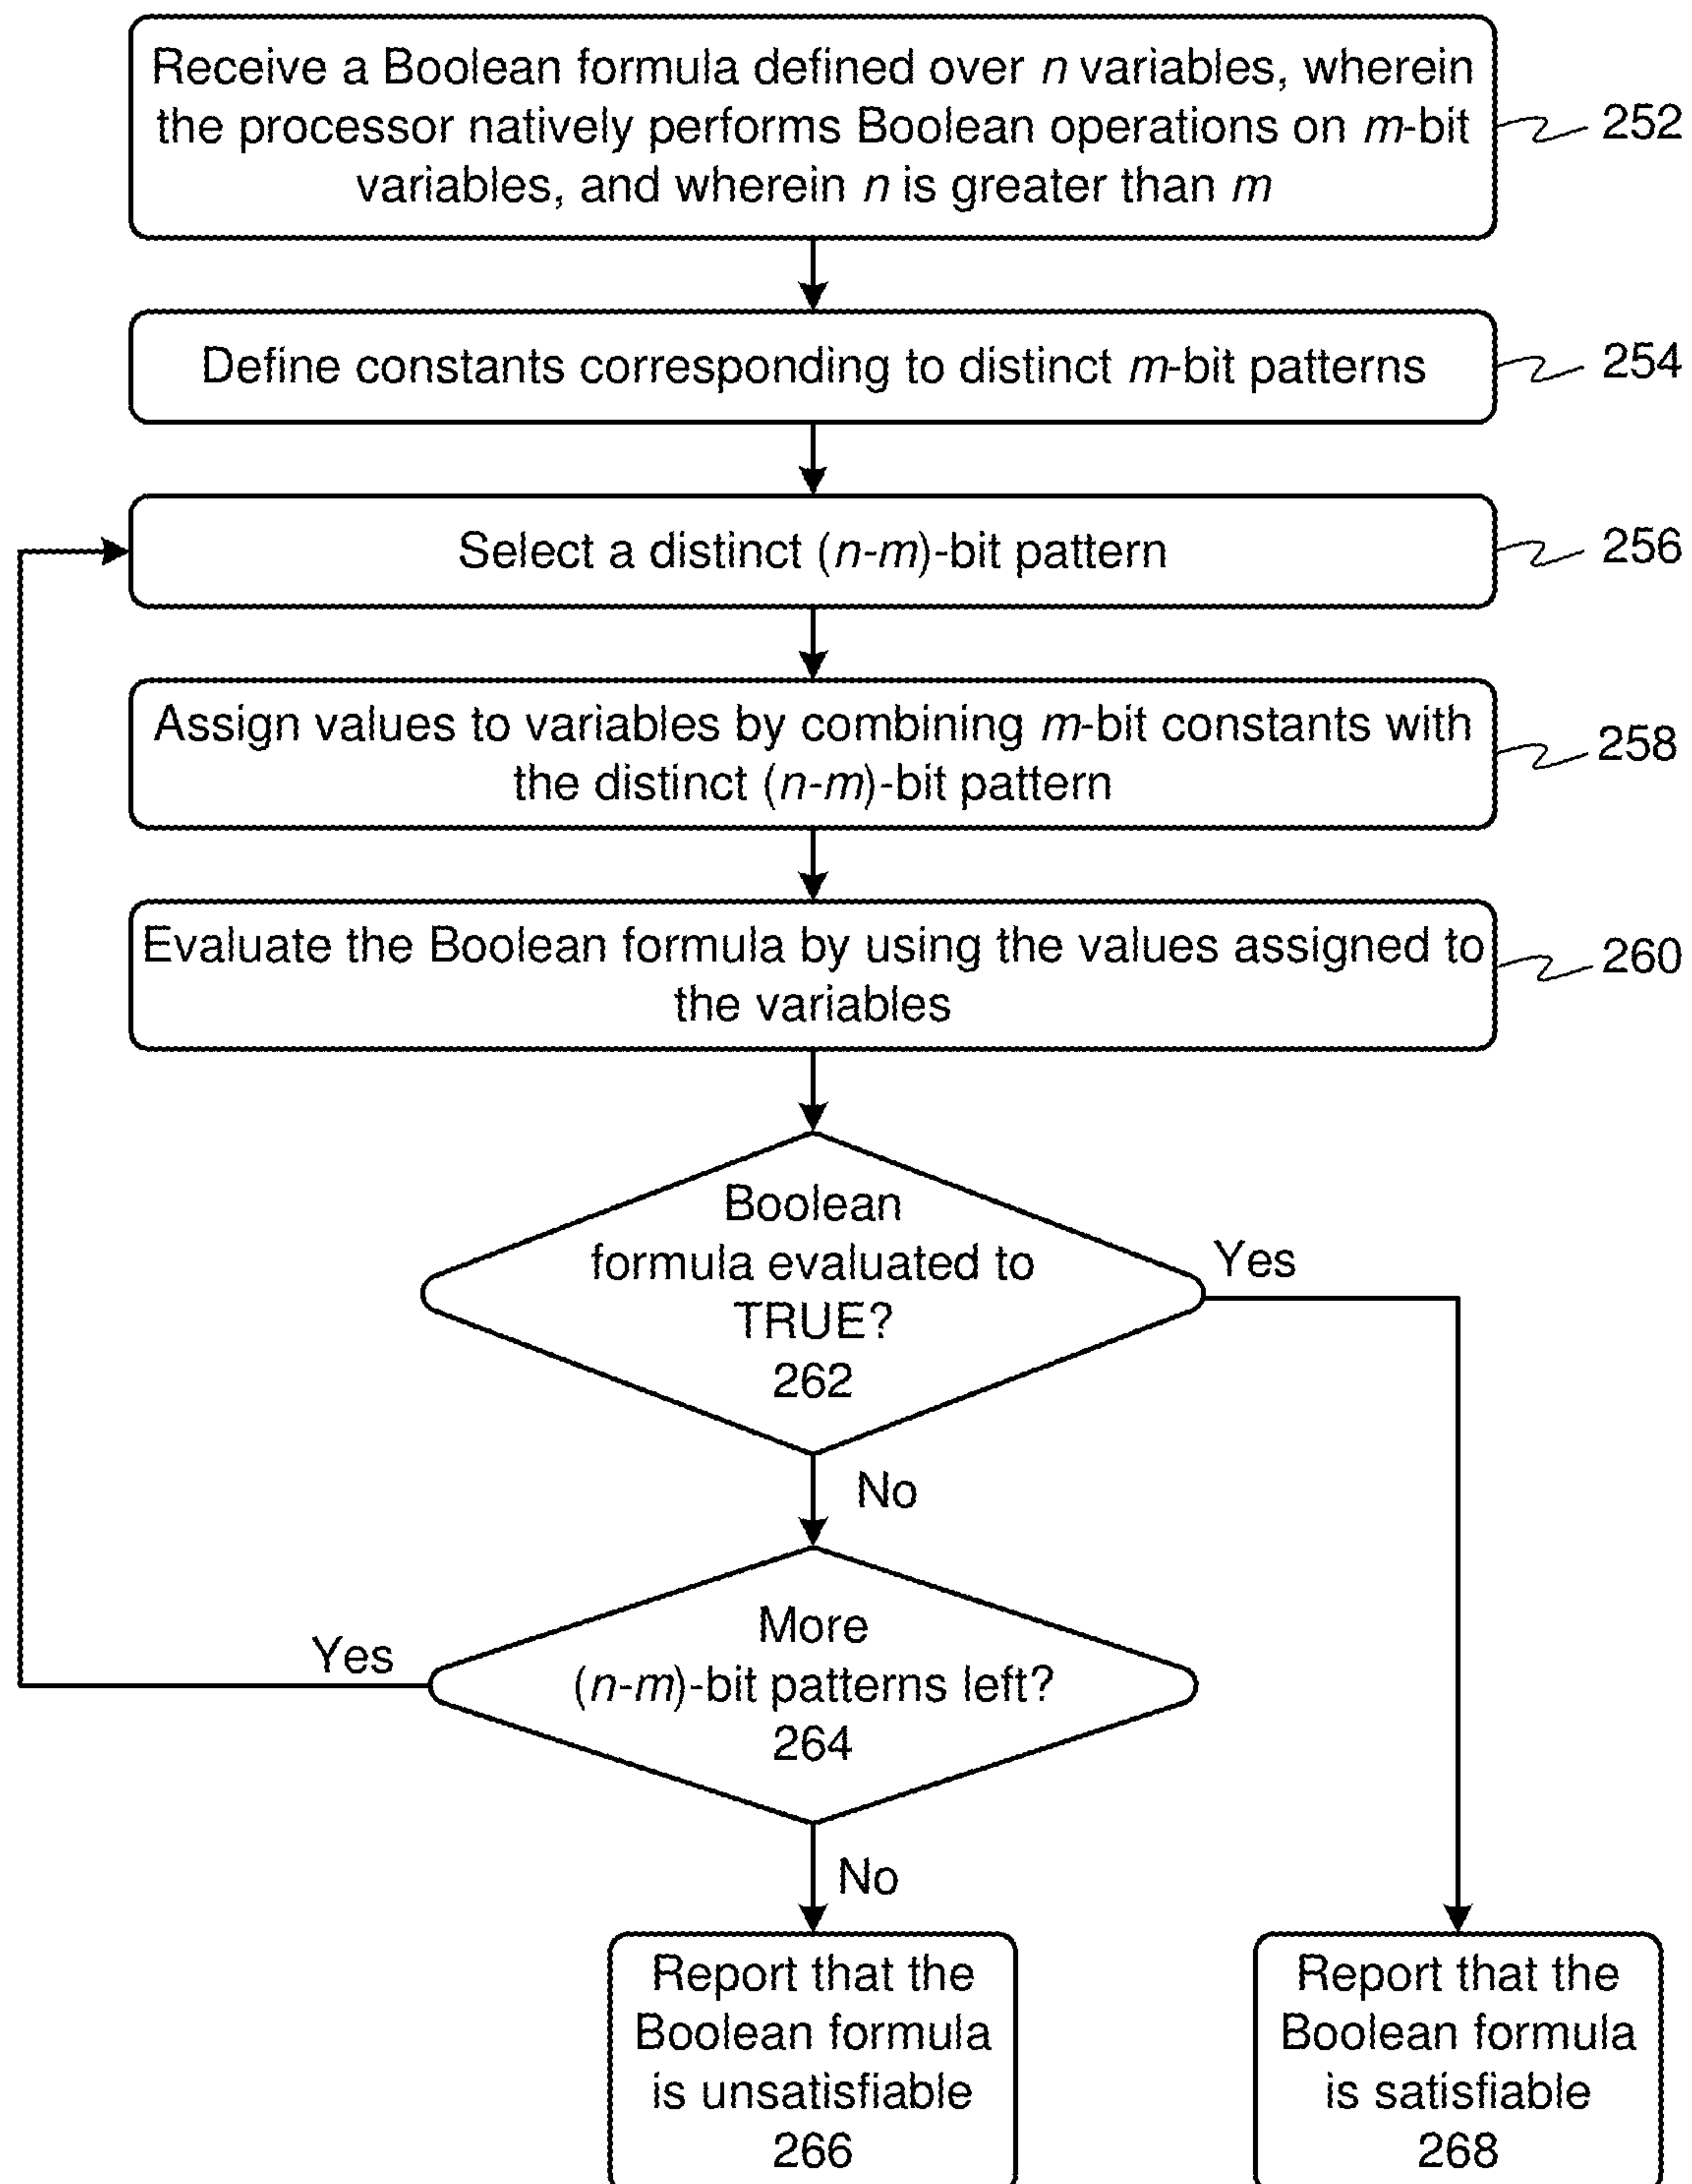 Receive a Boolean formula defined over n variables, wherein
the processor natively performs Boolean operations on m-bit
variables, and wherein n is greater than m
252
Define constants corresponding to distinct m-bit patterns
254
Select a distinct (n-m)-bit pattern
256
Assign values to variables by combining m-bit constants with
the distinct (n-m)-bit pattern
258
Evaluate the Boolean formula by using the values assigned to
the variables
260
Boolean
formula evaluated to
TRUE?
262
Yes
No
More
(n-m)-bit patterns left?
264
Yes
No
Report that the
Boolean formula
is unsatisfiable
266
Report that the
Boolean formula
is satisfiable
268